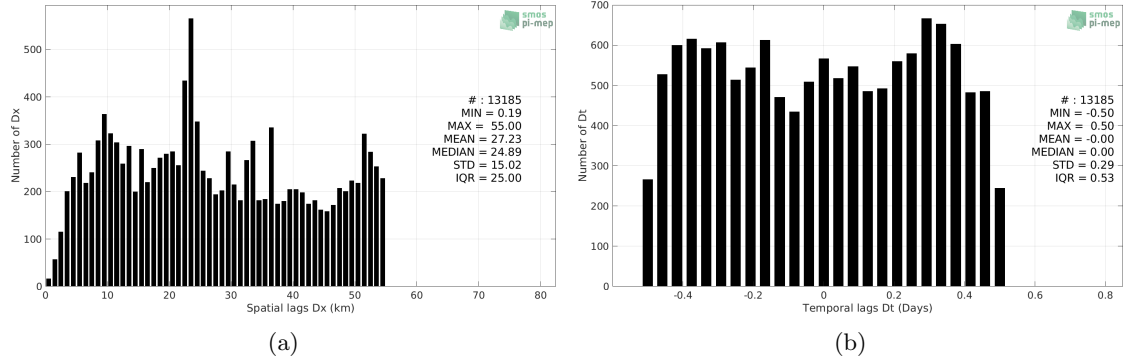 smos
pi-mep
600
500
400
300
200
100
0
Number of Dx
# : 13185
MIN = 0.19
MAX = 55.00
MEAN = 27.23
MEDIAN = 24.89
STD = 15.02
IQR = 25.00
0 10 20 30 40 50 60 70 80
Spatial lags Dx (km)
(a)
smos
pi-mep
700
600
500
400
300
200
100
0
Number of Dt
# : 13185
MIN = -0.50
MAX = 0.50
MEAN = -0.00
MEDIAN = 0.00
STD = 0.29
IQR = 0.53
-0.4 -0.2 0 0.2 0.4 0.6 0.8
Temporal lags Dt (Days)
(b)